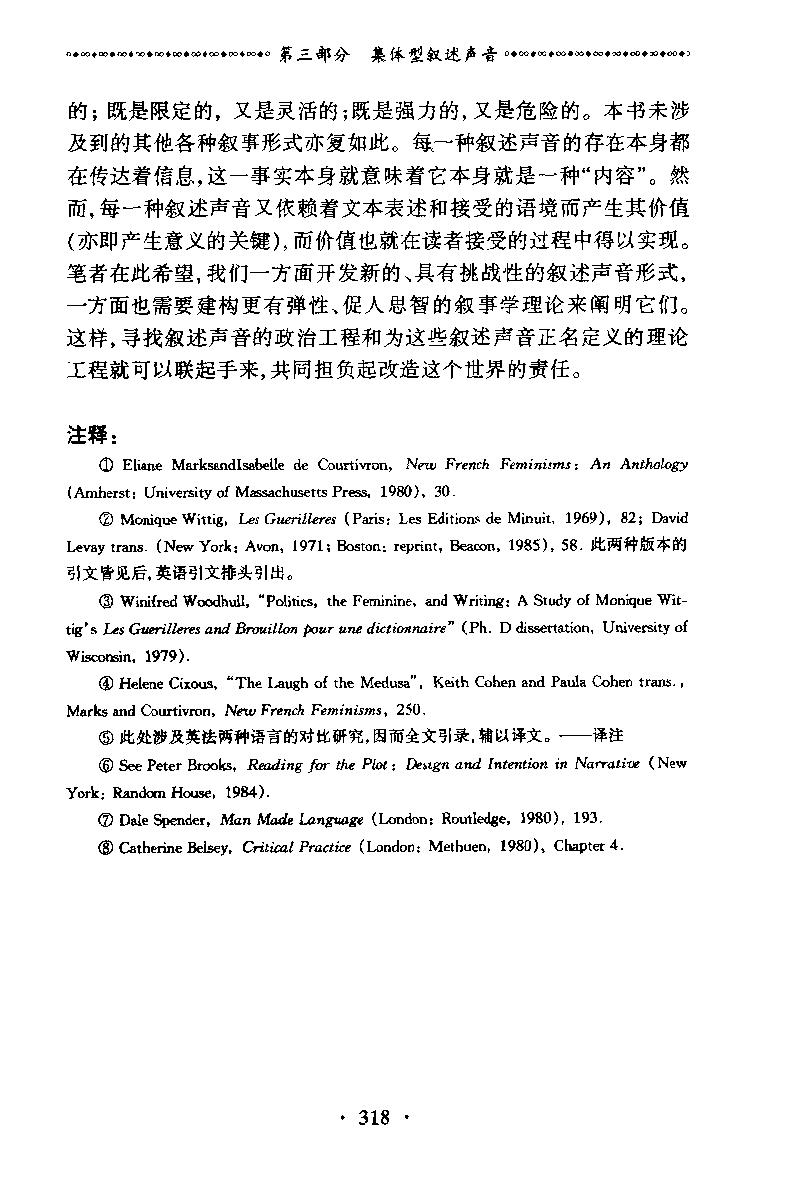 第三部分 集体型叙述声音
的；既是限定的，又是灵活的；既是强力的，又是危险的。本书未涉
及到的其他各种叙事形式亦复如此。每一种叙述声音的存在本身都
在传达着信息，这一事实本身就意味着它本身就是一种“内容”。然
而，每一种叙述声音又依赖着文本表述和接受的语境而产生其价值
（亦即产生意义的关键），而价值也就在读者接受的过程中得以实现。
笔者在此希望，我们一方面开发新的、具有挑战性的叙述声音形式，
一方面也需要建构更有弹性、促人思智的叙事学理论来阐明它们。
这样，寻找叙述声音的政治工程和为这些叙述声音正名定义的理论
工程就可以联起手来，共同担负起改造这个世界的责任。
注释：
① Eliane MarksandIsabelle de Courtivron, New French Feminisms: An Anthology
(Amherst: University of Massachusetts Press, 1980), 30.
② Monique Wittig, Les Guerilleres (Paris: Les Editions de Minuit, 1969), 82; David
Levay trans. (New York: Avon, 1971; Boston: reprint, Beacon, 1985), 58. 此两种版本的
引文皆见后，英语引文排头引出。
③ Winifred Woodhull, “Politics, the Feminine, and Writing: A Study of Monique Wit-
tig's Les Guerilleres and Brouillon pour une dictionnaire” (Ph. D dissertation, University of
Wisconsin, 1979).
④ Helene Cixous, “The Laugh of the Medusa”, Keith Cohen and Paula Cohen trans.,
Marks and Courtivron, New French Feminisms, 250.
⑤ 此处涉及英法两种语言的对比研究，因而全文引录，辅以译文。——译注
⑥ See Peter Brooks, Reading for the Plot: Design and Intention in Narrative (New
York: Random House, 1984).
⑦ Dale Spender, Man Made Language (London: Routledge, 1980), 193.
⑧ Catherine Belsey, Critical Practice (London: Methuen, 1980), Chapter 4.
· 318 ·